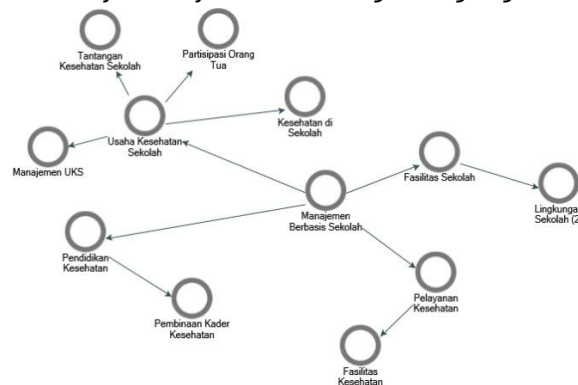 Tantangan
Kesehatan Sekolah
Partisipasi Orang
Tua
Kesehatan di
Sekolah
Usaha Kesehatan
Sekolah
Manajemen UKS
Fasilitas Sekolah
Manajemen
Berbasis Sekolah
Lingkunga
Sekolah (2
Pendidikan
Kesehatan
Pelayanan
Kesehatan
Pembinaan Kader
Kesehatan
Fasilitas
Kesehatan